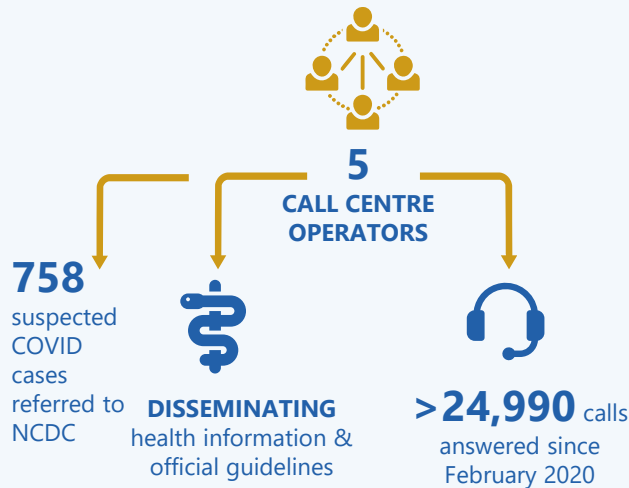 5
CALL CENTRE
OPERATORS
758
suspected
COVID
cases
referred to
NCDC
DISSEMINATING
health information &
official guidelines
>24,990 calls
answered since
February 2020